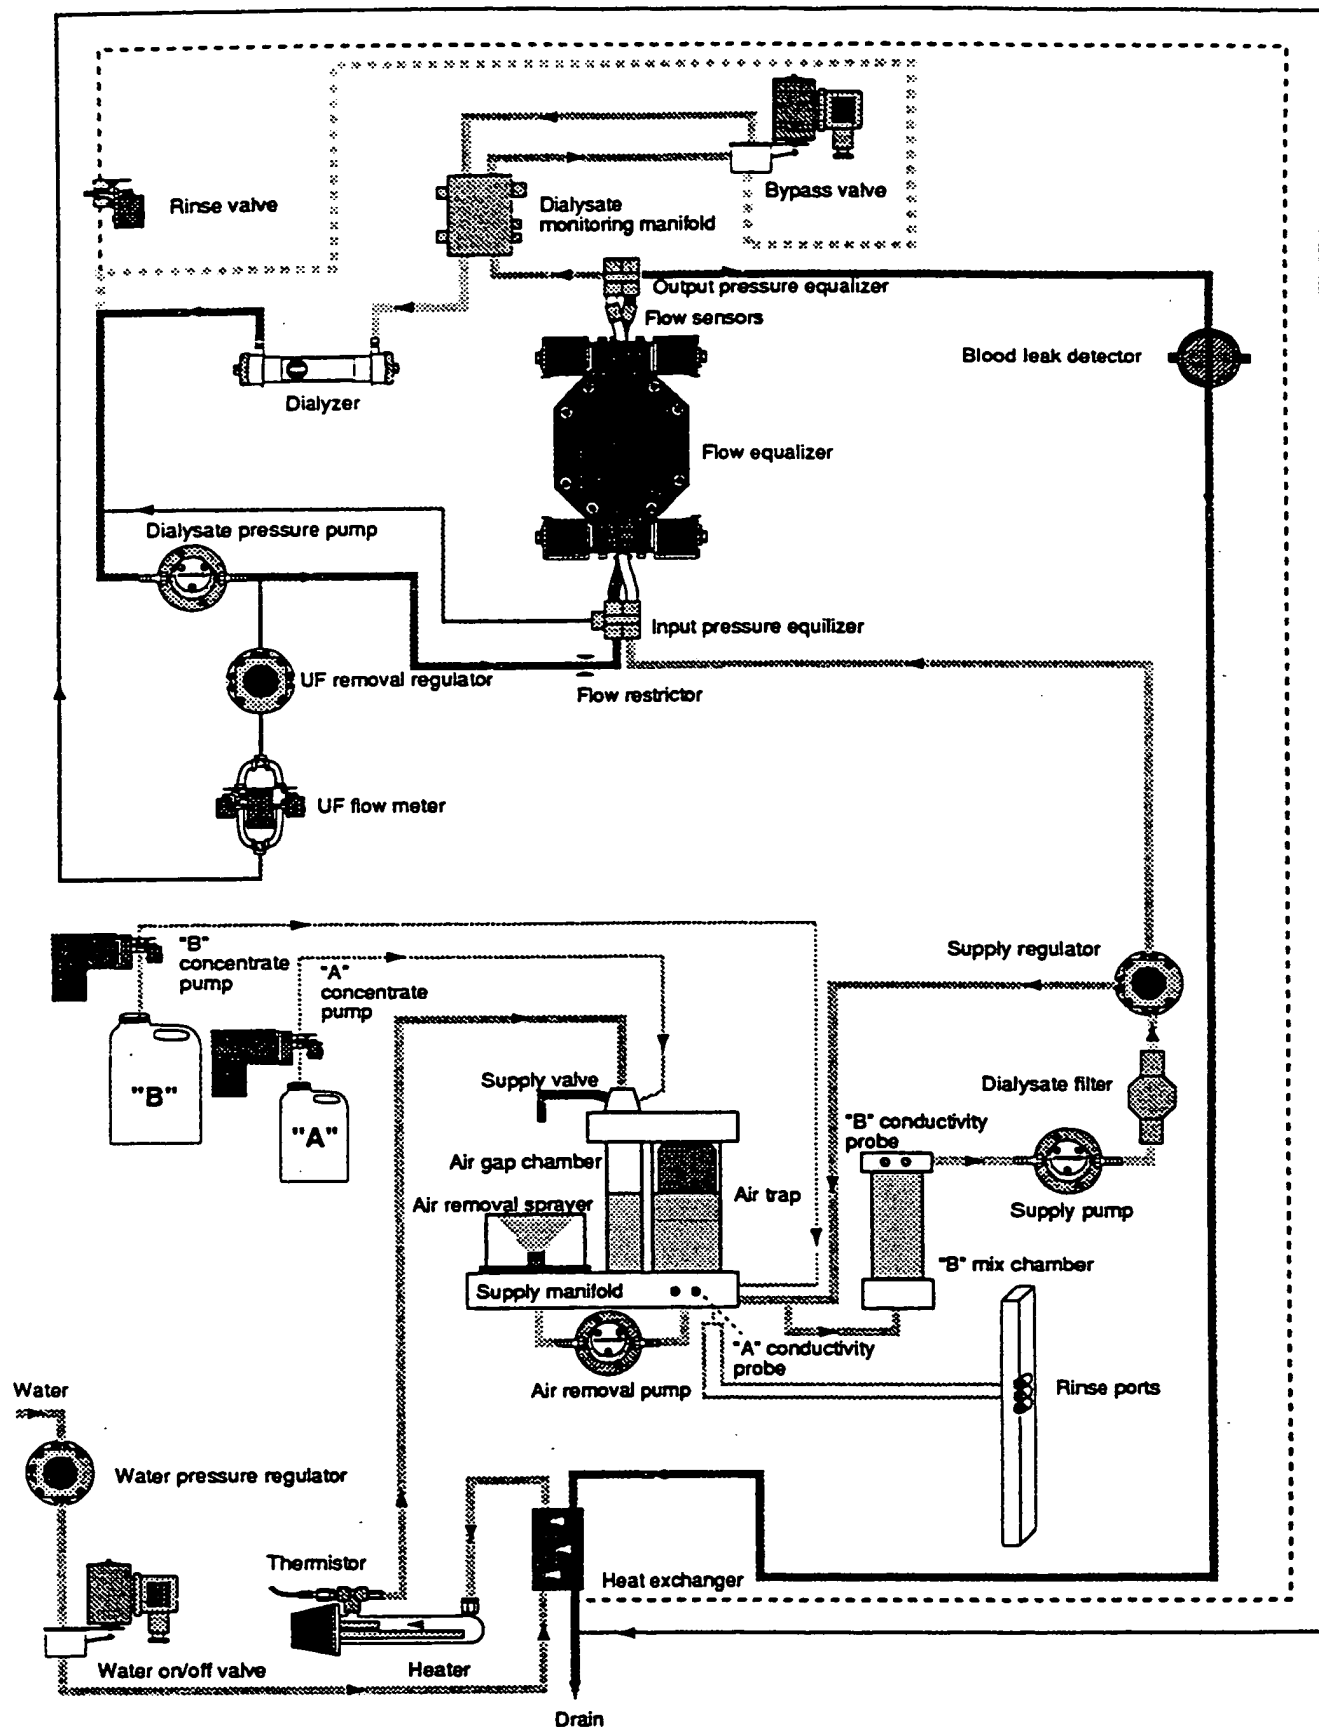 Rinse valve
Dialysate
monitoring manifold
Bypass valve
Output pressure equalizer
Flow sensors
Blood leak detector
Dialyzer
Flow equalizer
Dialysate pressure pump
Input pressure equilizer
UF removal regulator
Flow restrictor
UF flow meter
"B"
concentrate
pump
"A"
concentrate
pump
Supply regulator
"B"
"A"
Supply valve
Dialysate filter
"B" conductivity
probe
Air gap chamber
Air trap
Air removal sprayer
Supply pump
"B" mix chamber
Supply manifold
"A" conductivity
probe
Air removal pump
Rinse ports
Water
Water pressure regulator
Thermistor
Heat exchanger
Water on/off valve
Heater
Drain